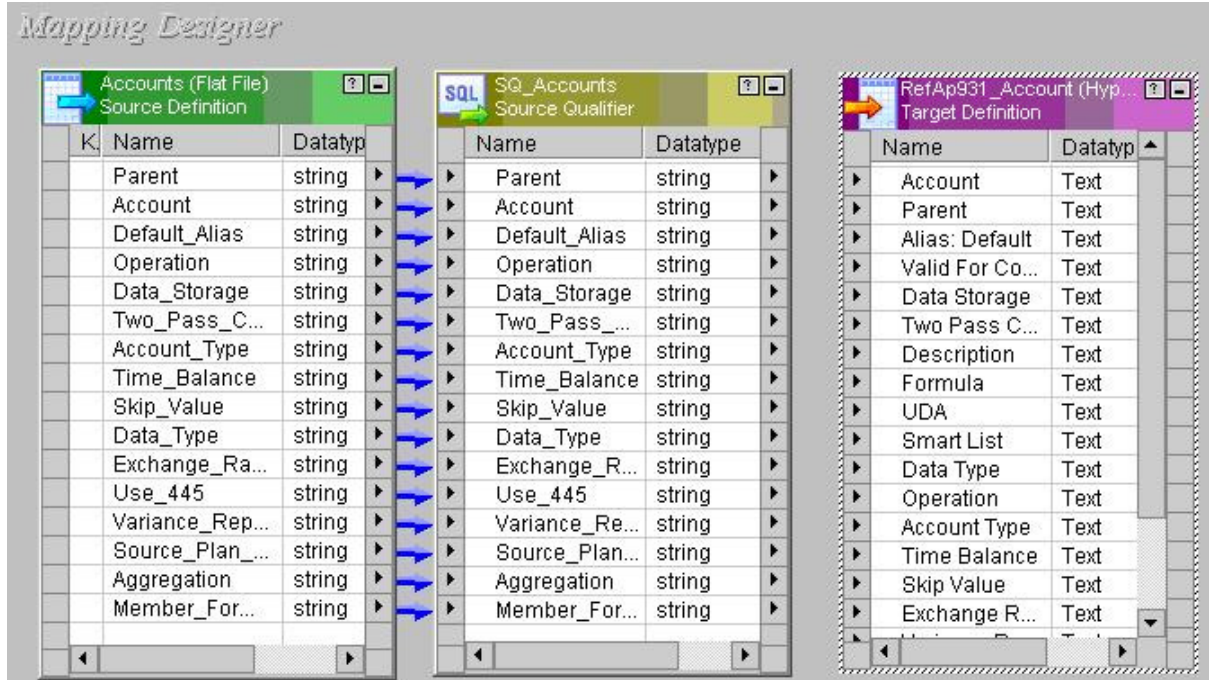 Mapping Designer
Accounts (Flat File)
Source Definition
K. Name Datatyp
Parent string
Account string
Default_Alias string
Operation string
Data_Storage string
Two_Pass_C... string
Account_Type string
Time_Balance string
Skip_Value string
Data_Type string
Exchange_Ra... string
Use_445 string
Variance_Rep... string
Source_Plan_... string
Aggregation string
Member_For... string
SQL SQ_Accounts
Source Qualifier
Name Datatype
Parent string
Account string
Default_Alias string
Operation string
Data_Storage string
Two_Pass_... string
Account_Type string
Time_Balance string
Skip_Value string
Data_Type string
Exchange_R... string
Use_445 string
Variance_Re... string
Source_Plan... string
Aggregation string
Member_For... string
RefAp931_Account (Hyp...
Target Definition
Name Datatyp
Account Text
Parent Text
Alias: Default Text
Valid For Co... Text
Data Storage Text
Two Pass C... Text
Description Text
Formula Text
UDA Text
Smart List Text
Data Type Text
Operation Text
Account Type Text
Time Balance Text
Skip Value Text
Exchange R... Text